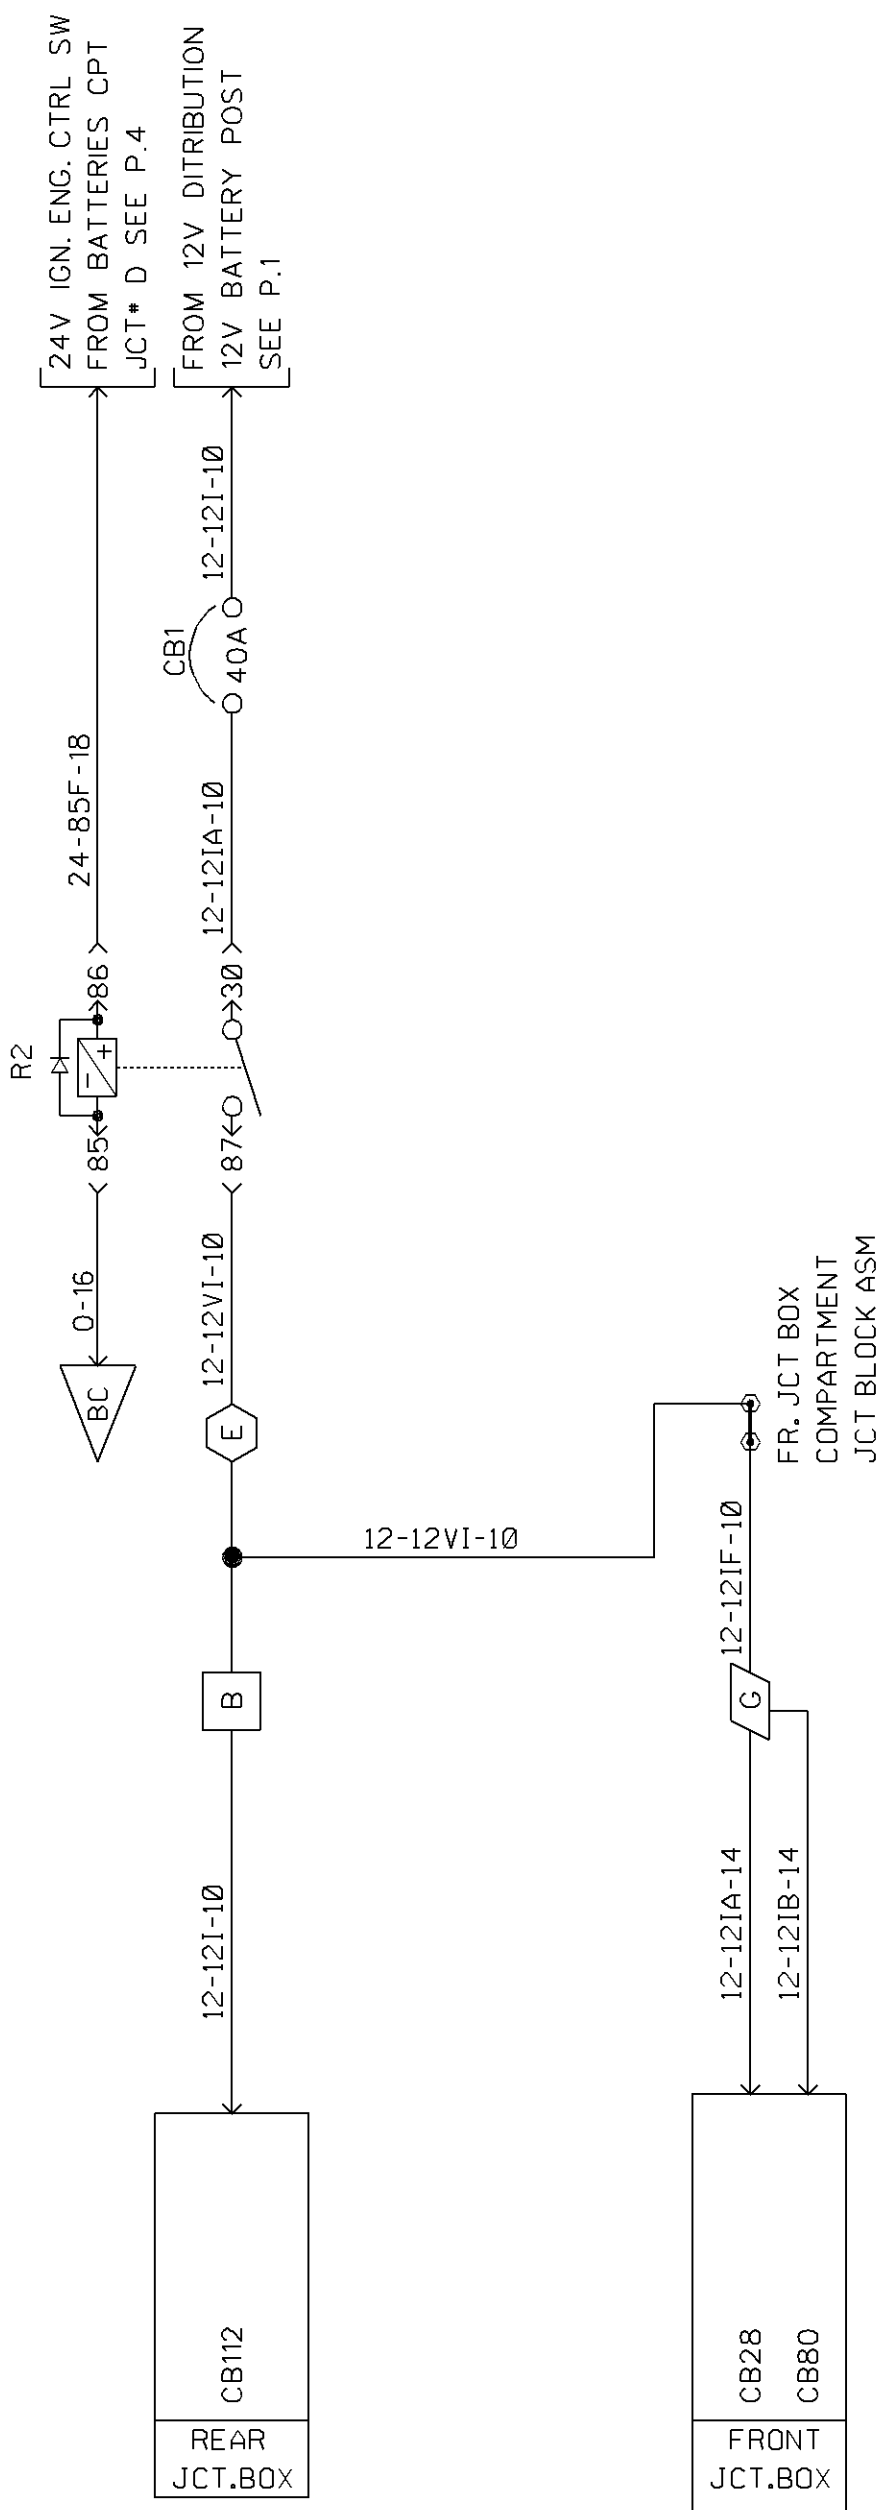 24V IGN. ENG. CTRL SW
FROM BATTERIES CPT
JCT# D SEE P.4
FROM 12V DITRIBUTION
12V BATTERY POST
SEE P.1
12-12I-10
CB1
40A
24-85F-18
12-12IA-10
86
30
R2
- +
85
87
0-16
12-12VI-10
BC
E
12-12VI-10
FR. JCT BOX
COMPARTMENT
JCT BLOCK ASM
12-12IF-10
B
G
12-12I-10
12-12IA-14
12-12IB-14
CB112
REAR
JCT.BOX
CB28
CB80
FRONT
JCT.BOX